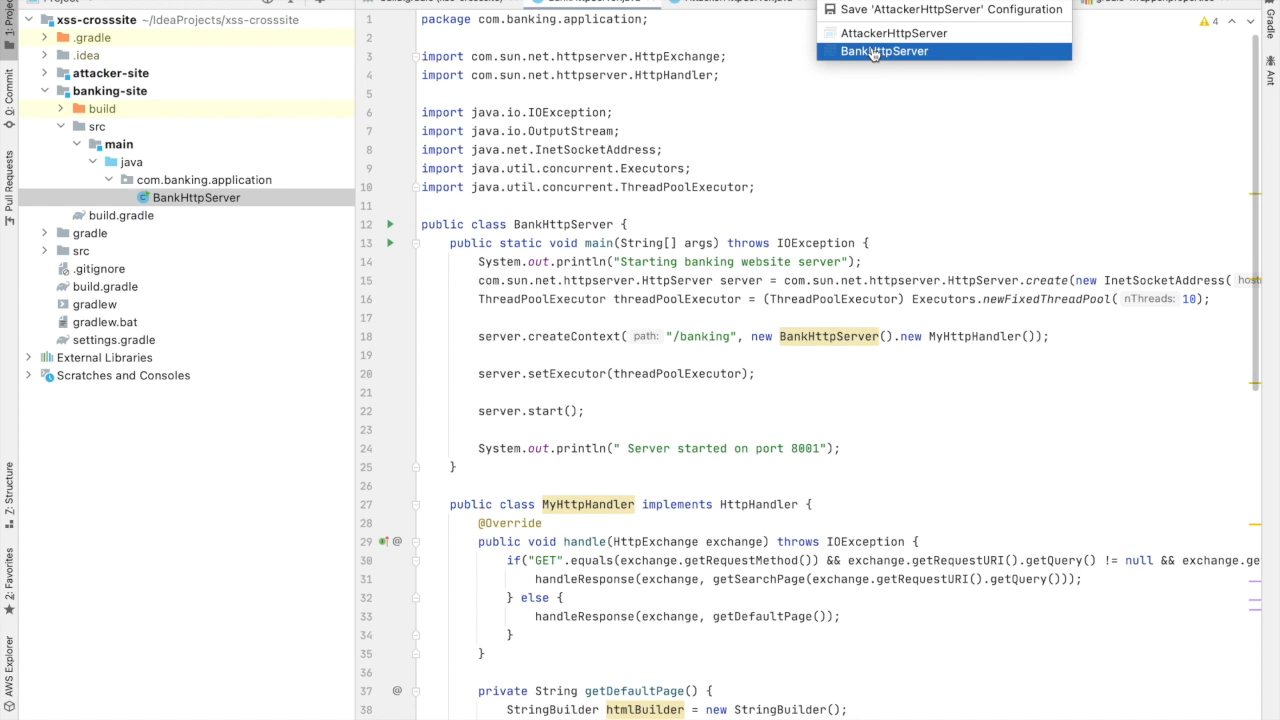 Project
xss-crosssite ~/IdeaProjects/xss-crosssite
.gradle
.idea
attacker-site
banking-site
build
src
main
java
com.banking.application
BankHttpServer
build.gradle
gradle
src
.gitignore
build.gradle
gradlew
gradlew.bat
settings.gradle
External Libraries
Scratches and Consoles
1: Project
0: Commit
Pull Requests
Z: Structure
2: Favorites
AWS Explorer
Save 'AttackerHttpServer' Configuration
AttackerHttpServer
BankHttpServer
4
Gradle
Ant
1 package com.banking.application;
2
3 import com.sun.net.httpserver.HttpExchange;
4 import com.sun.net.httpserver.HttpHandler;
5
6 import java.io.IOException;
7 import java.io.OutputStream;
8 import java.net.InetSocketAddress;
9 import java.util.concurrent.Executors;
10 import java.util.concurrent.ThreadPoolExecutor;
11
12 public class BankHttpServer {
13 public static void main(String[] args) throws IOException {
14 System.out.println("Starting banking website server");
15 com.sun.net.httpserver.HttpServer server = com.sun.net.httpserver.HttpServer.create(new InetSocketAddress(
16 ThreadPoolExecutor threadPoolExecutor = (ThreadPoolExecutor) Executors.newFixedThreadPool( nThreads: 10);
17
18 server.createContext( path: "/banking", new BankHttpServer().new MyHttpHandler());
19
20 server.setExecutor(threadPoolExecutor);
21
22 server.start();
23
24 System.out.println(" Server started on port 8001");
25 }
26
27 public class MyHttpHandler implements HttpHandler {
28 @Override
29 @ public void handle(HttpExchange exchange) throws IOException {
30 if("GET".equals(exchange.getRequestMethod()) && exchange.getRequestURI().getQuery() != null && exchange.ge
31 handleResponse(exchange, getSearchPage(exchange.getRequestURI().getQuery()));
32 } else {
33 handleResponse(exchange, getDefaultPage());
34 }
35 }
36
37 @ private String getDefaultPage() {
38 StringBuilder htmlBuilder = new StringBuilder();